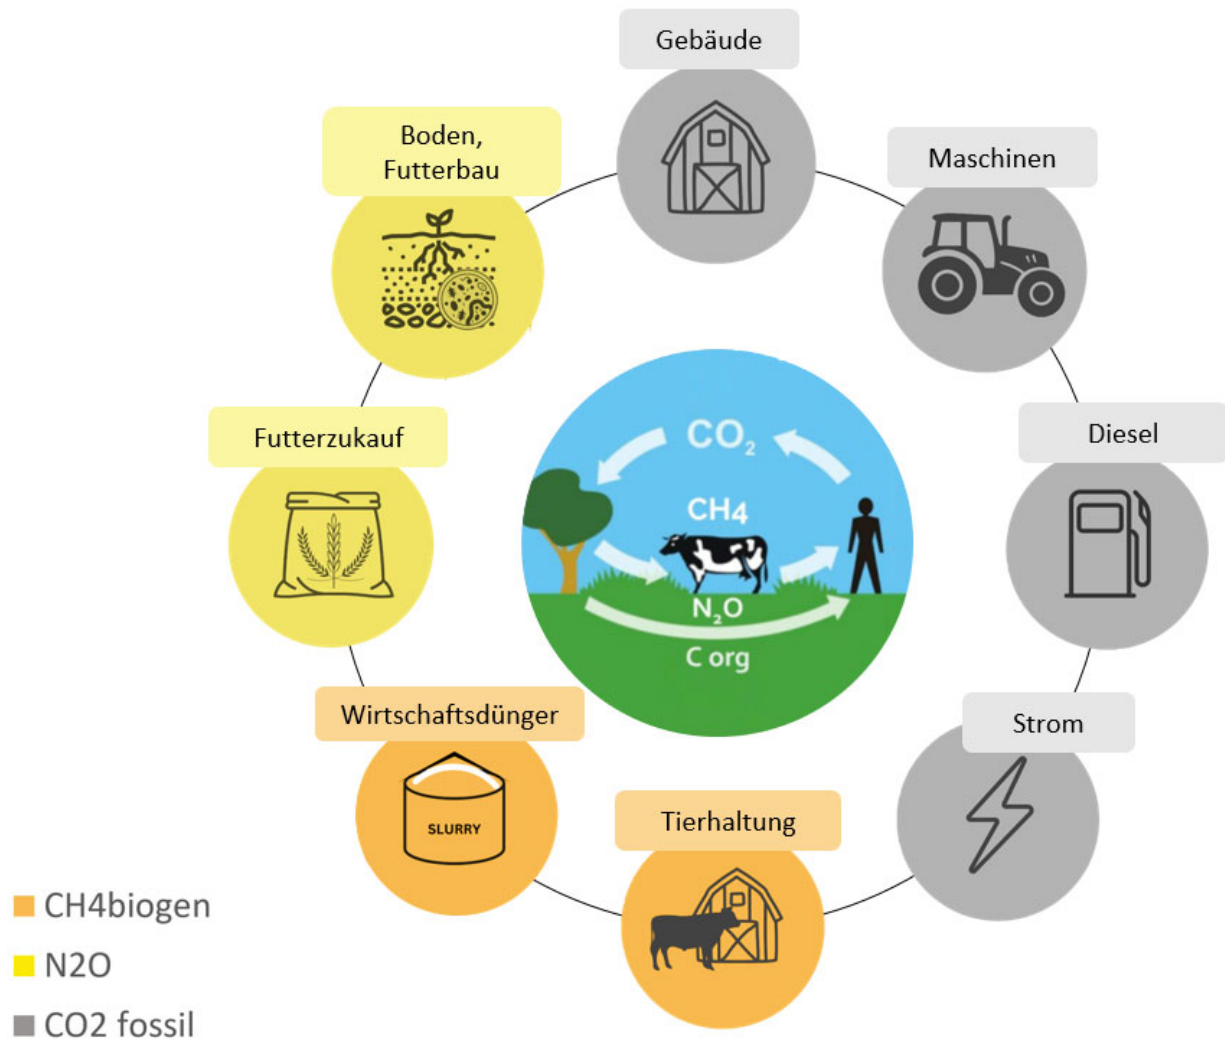 Gebäude
Boden,
Futterbau
Maschinen
Futterzukauf
Diesel
CO₂
CH4
N₂O
C org
Wirtschaftsdünger
SLURRY
Strom
Tierhaltung
CH4biogen
N2O
CO2 fossil